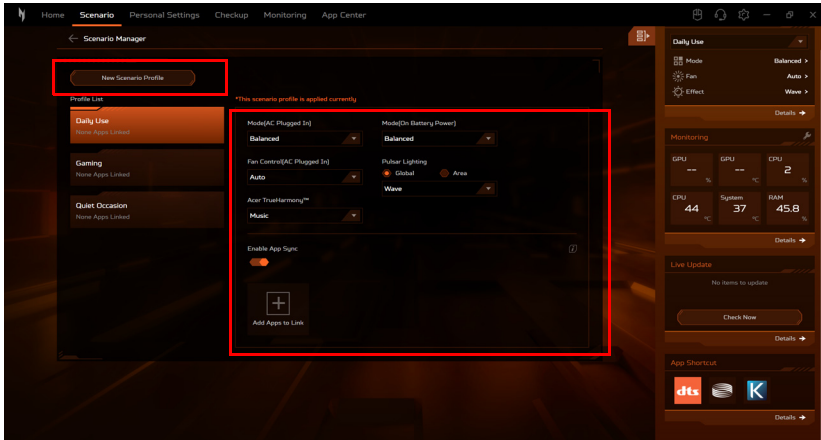 Home Scenario Personal Settings Checkup Monitoring App Center
Scenario Manager
New Scenario Profile
Profile List
Daily Use
None Apps Linked
Gaming
None Apps Linked
Quiet Occasion
None Apps Linked
*This scenario profile is applied currently
Mode(AC Plugged In) Mode(On Battery Power)
Balanced Balanced
Fan Control(AC Plugged In) Pulsar Lighting
Global Area
Auto
Wave
Acer TrueHarmony™
Music
Enable App Sync
Add Apps to Link
Daily Use
Mode Balanced >
Fan Auto >
Effect Wave >
Details →
Monitoring
GPU GPU CPU
-- -- 2
% °C %
CPU System RAM
44 37 45.8
°C °C %
Details →
Live Update
No items to update
Check Now
Details →
App Shortcut
dts K
Details →